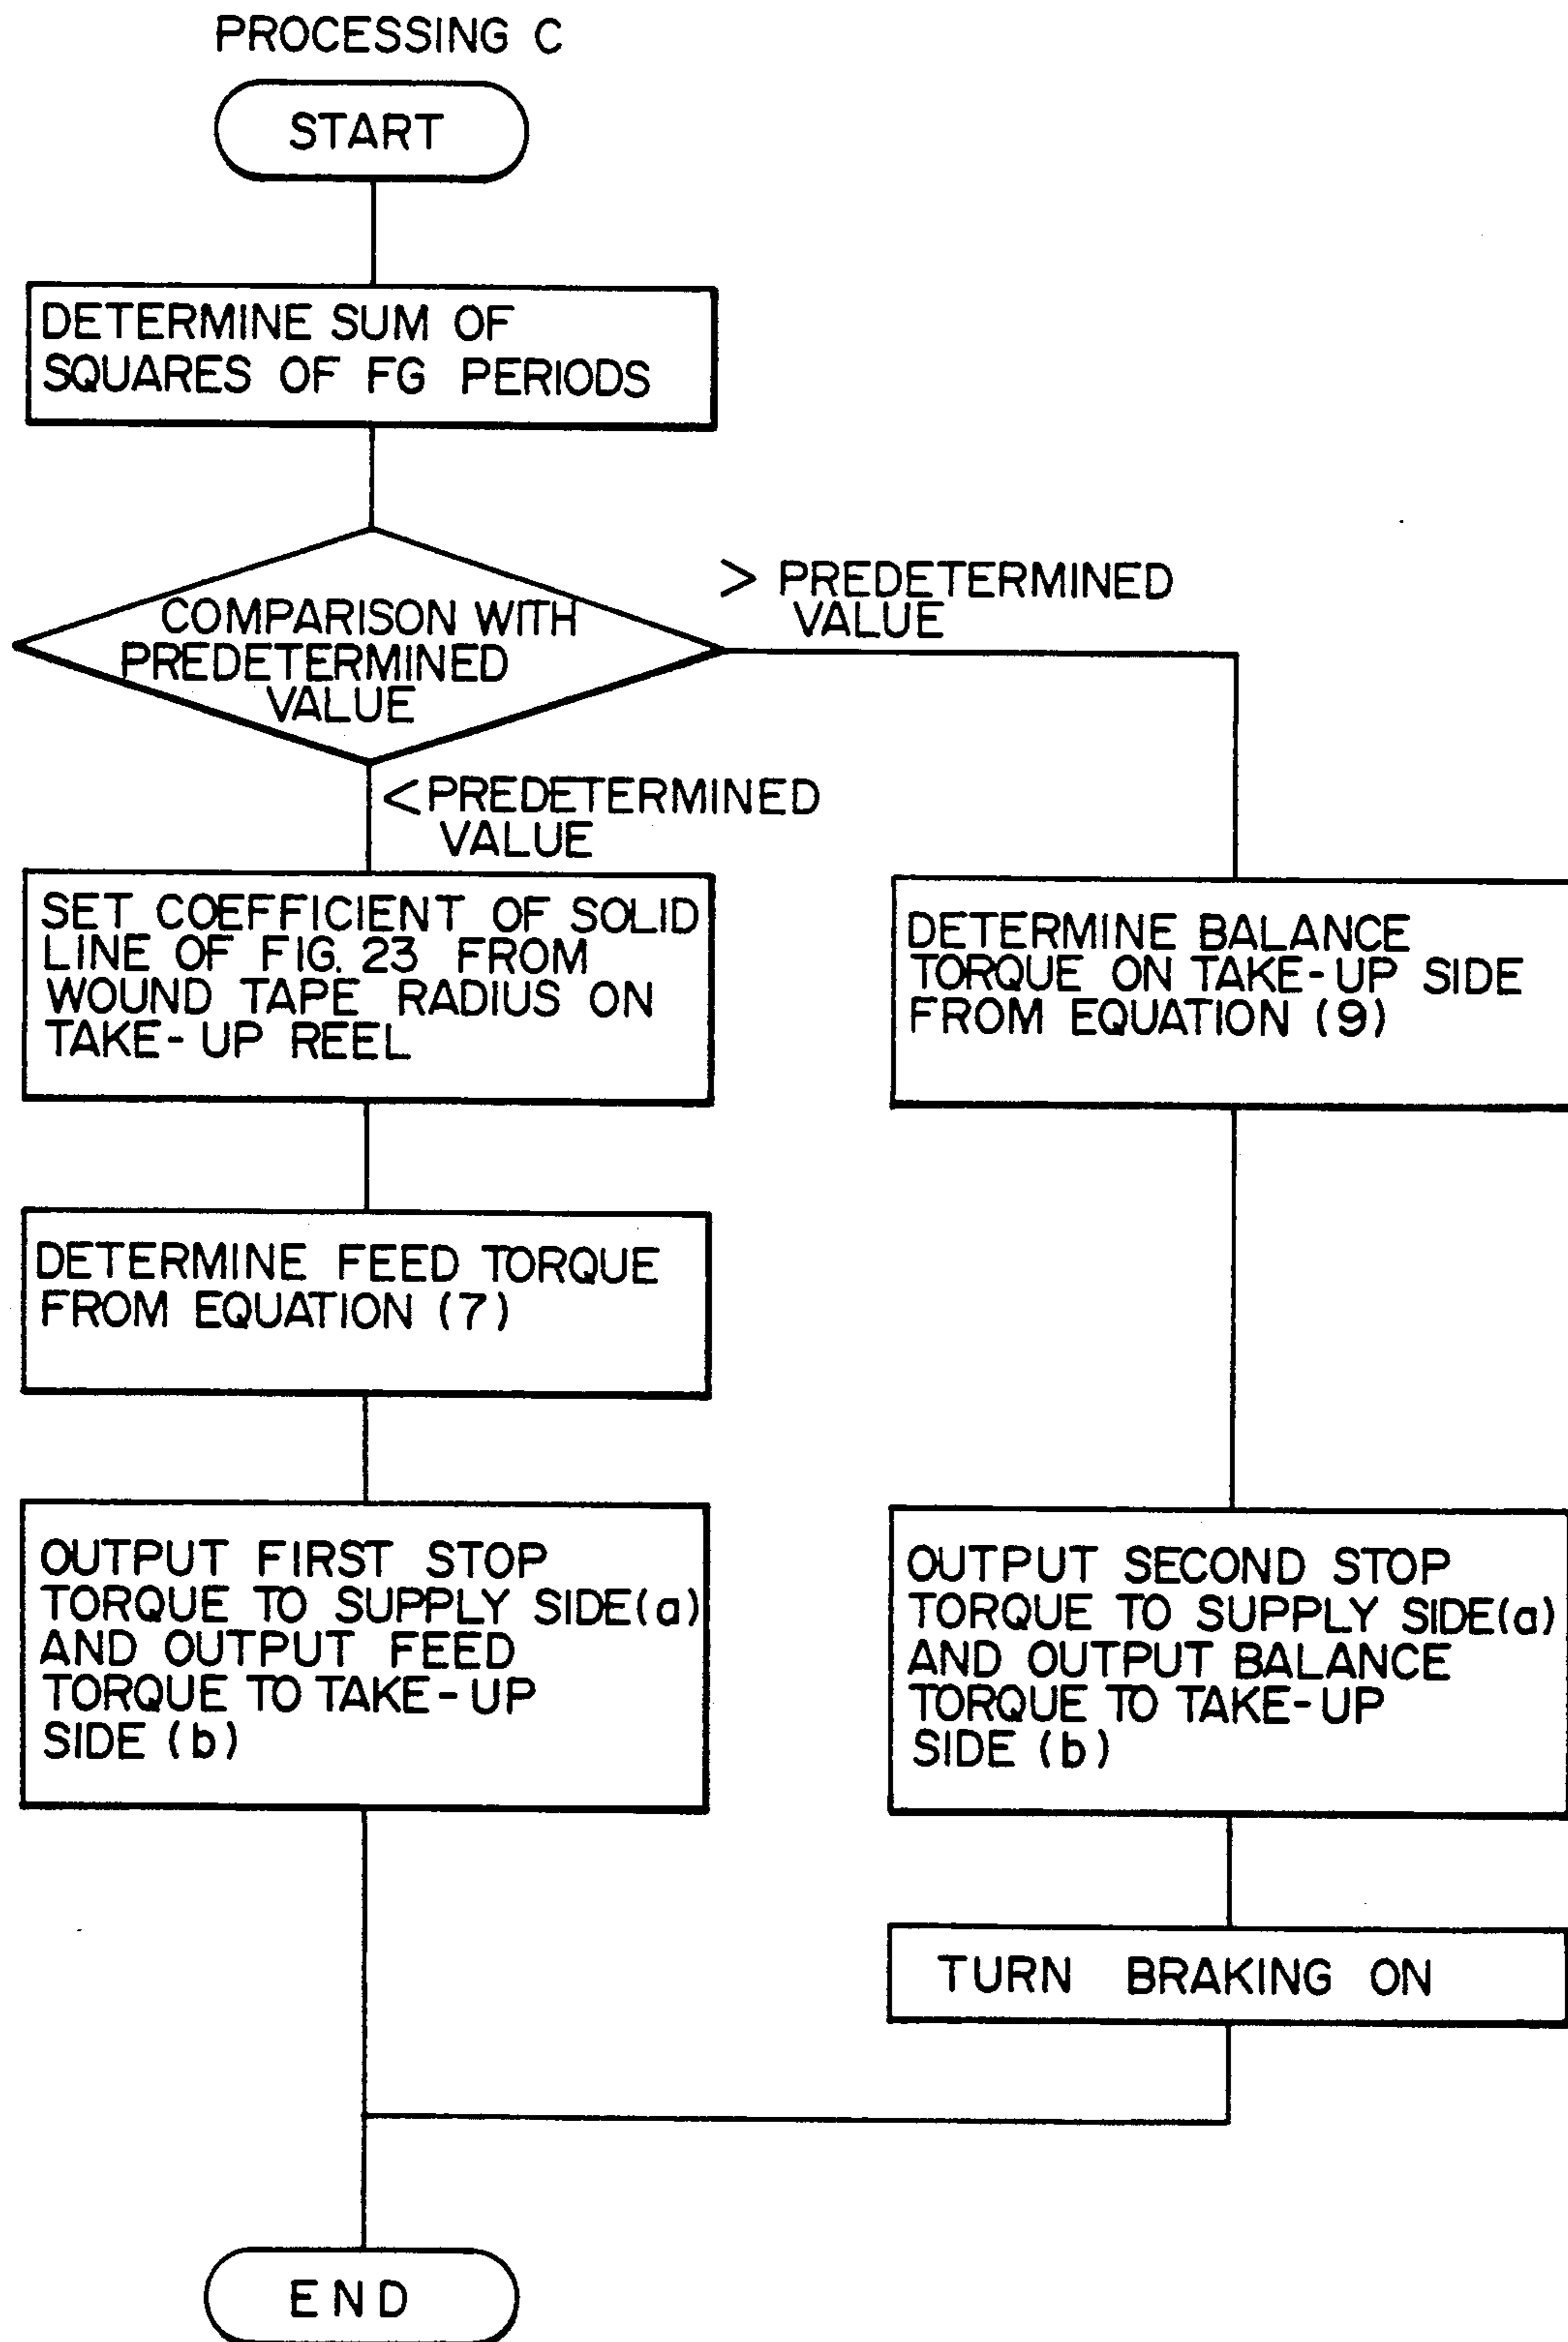 PROCESSING C
START
DETERMINE SUM OF
SQUARES OF FG PERIODS
COMPARISON WITH
PREDETERMINED
VALUE
> PREDETERMINED
VALUE
< PREDETERMINED
VALUE
SET COEFFICIENT OF SOLID
LINE OF FIG. 23 FROM
WOUND TAPE RADIUS ON
TAKE-UP REEL
DETERMINE FEED TORQUE
FROM EQUATION (7)
OUTPUT FIRST STOP
TORQUE TO SUPPLY SIDE(a)
AND OUTPUT FEED
TORQUE TO TAKE-UP
SIDE (b)
DETERMINE BALANCE
TORQUE ON TAKE-UP SIDE
FROM EQUATION (9)
OUTPUT SECOND STOP
TORQUE TO SUPPLY SIDE(a)
AND OUTPUT BALANCE
TORQUE TO TAKE-UP
SIDE (b)
TURN BRAKING ON
END